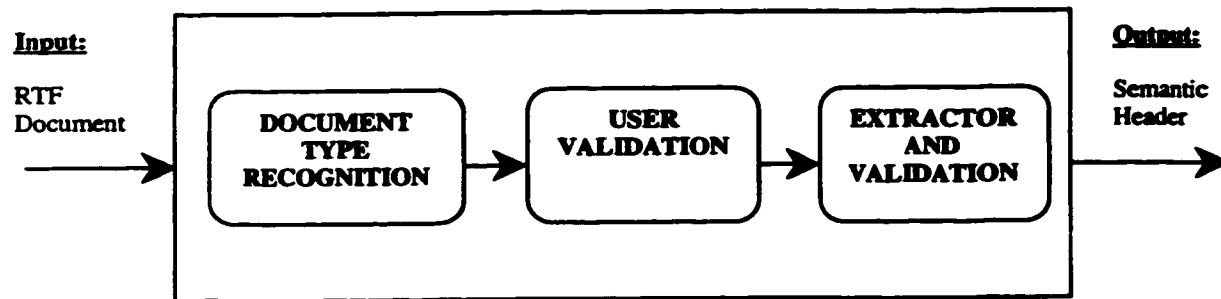 Input:
RTF
Document
DOCUMENT
TYPE
RECOGNITION
USER
VALIDATION
EXTRACTOR
AND
VALIDATION
Output:
Semantic
Header